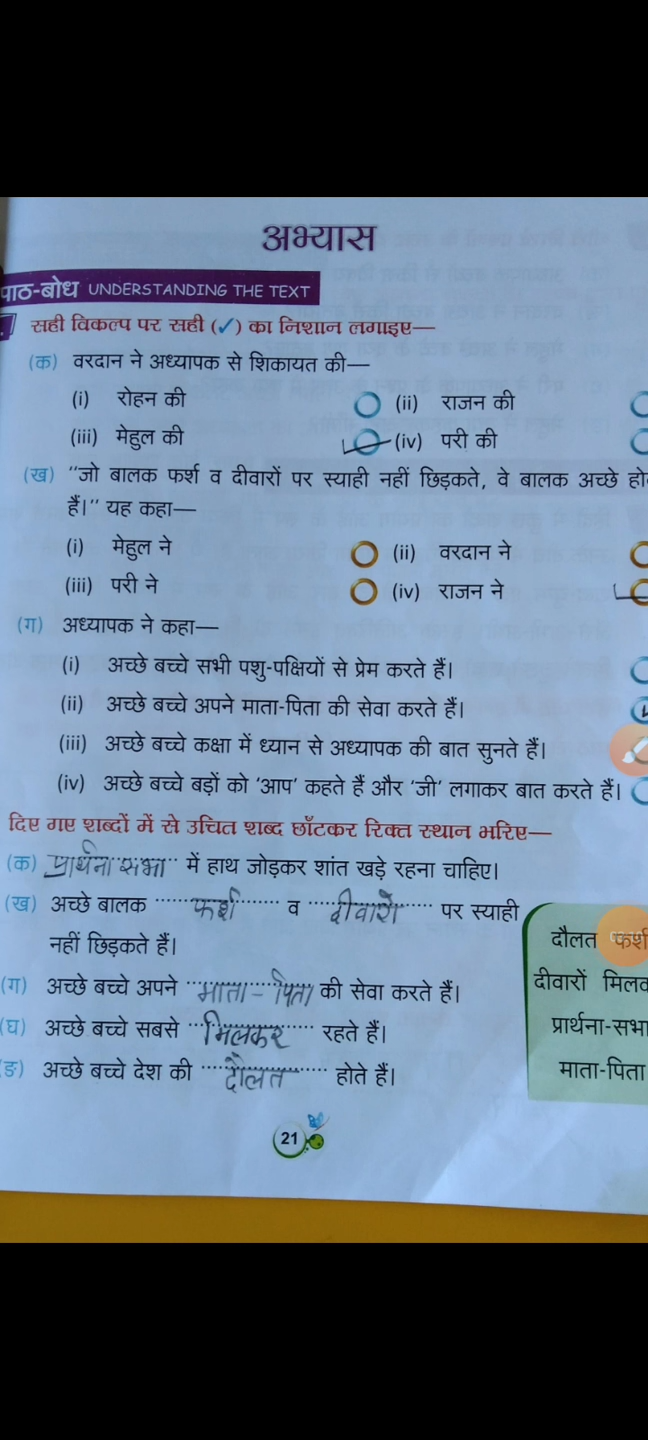 अभ्यास
पाठ-बोध UNDERSTANDING THE TEXT
सही विकल्प पर सही (✓) का निशान लगाइए—
(क) वरदान ने अध्यापक से शिकायत की—
(i) रोहन की (ii) राजन की
(iii) मेहुल की (iv) परी की
(ख) “जो बालक फर्श व दीवारों पर स्याही नहीं छिड़कते, वे बालक अच्छे हो
हैं।” यह कहा—
(i) मेहुल ने (ii) वरदान ने
(iii) परी ने (iv) राजन ने
(ग) अध्यापक ने कहा—
(i) अच्छे बच्चे सभी पशु-पक्षियों से प्रेम करते हैं।
(ii) अच्छे बच्चे अपने माता-पिता की सेवा करते हैं।
(iii) अच्छे बच्चे कक्षा में ध्यान से अध्यापक की बात सुनते हैं।
(iv) अच्छे बच्चे बड़ों को ‘आप’ कहते हैं और ‘जी’ लगाकर बात करते हैं।
दिए गए शब्दों में से उचित शब्द छाँटकर रिक्त स्थान भरिए—
(क) प्रार्थना सभा में हाथ जोड़कर शांत खड़े रहना चाहिए।
(ख) अच्छे बालक फर्श व दीवारो पर स्याही
नहीं छिड़कते हैं।
(ग) अच्छे बच्चे अपने माता-पिता की सेवा करते हैं।
(घ) अच्छे बच्चे सबसे मिलकर रहते हैं।
(ङ) अच्छे बच्चे देश की दौलत होते हैं।
दौलत फर्श
दीवारों मिलक
प्रार्थना-सभा
माता-पिता
21